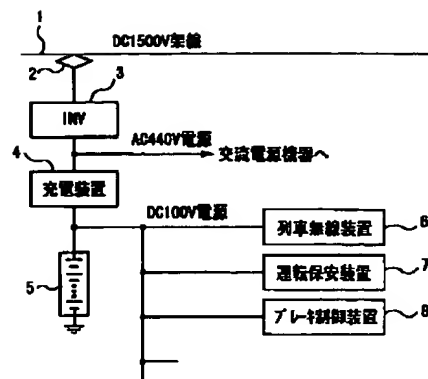 1
DC1500V架線
2
3
INV
AC440V電源
交流電源機器へ
4
充電装置
DC100V電源
列車無線装置
6
5
運転保安装置
7
ブレーキ制御装置
8